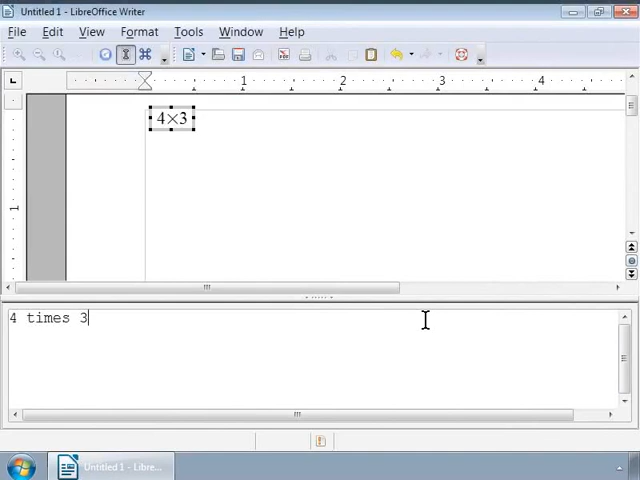 Untitled 1 - LibreOffice Writer
File Edit View Format Tools Window Help
1 2 3 4
4×3
1
4 times 3
Untitled 1 - Libre...